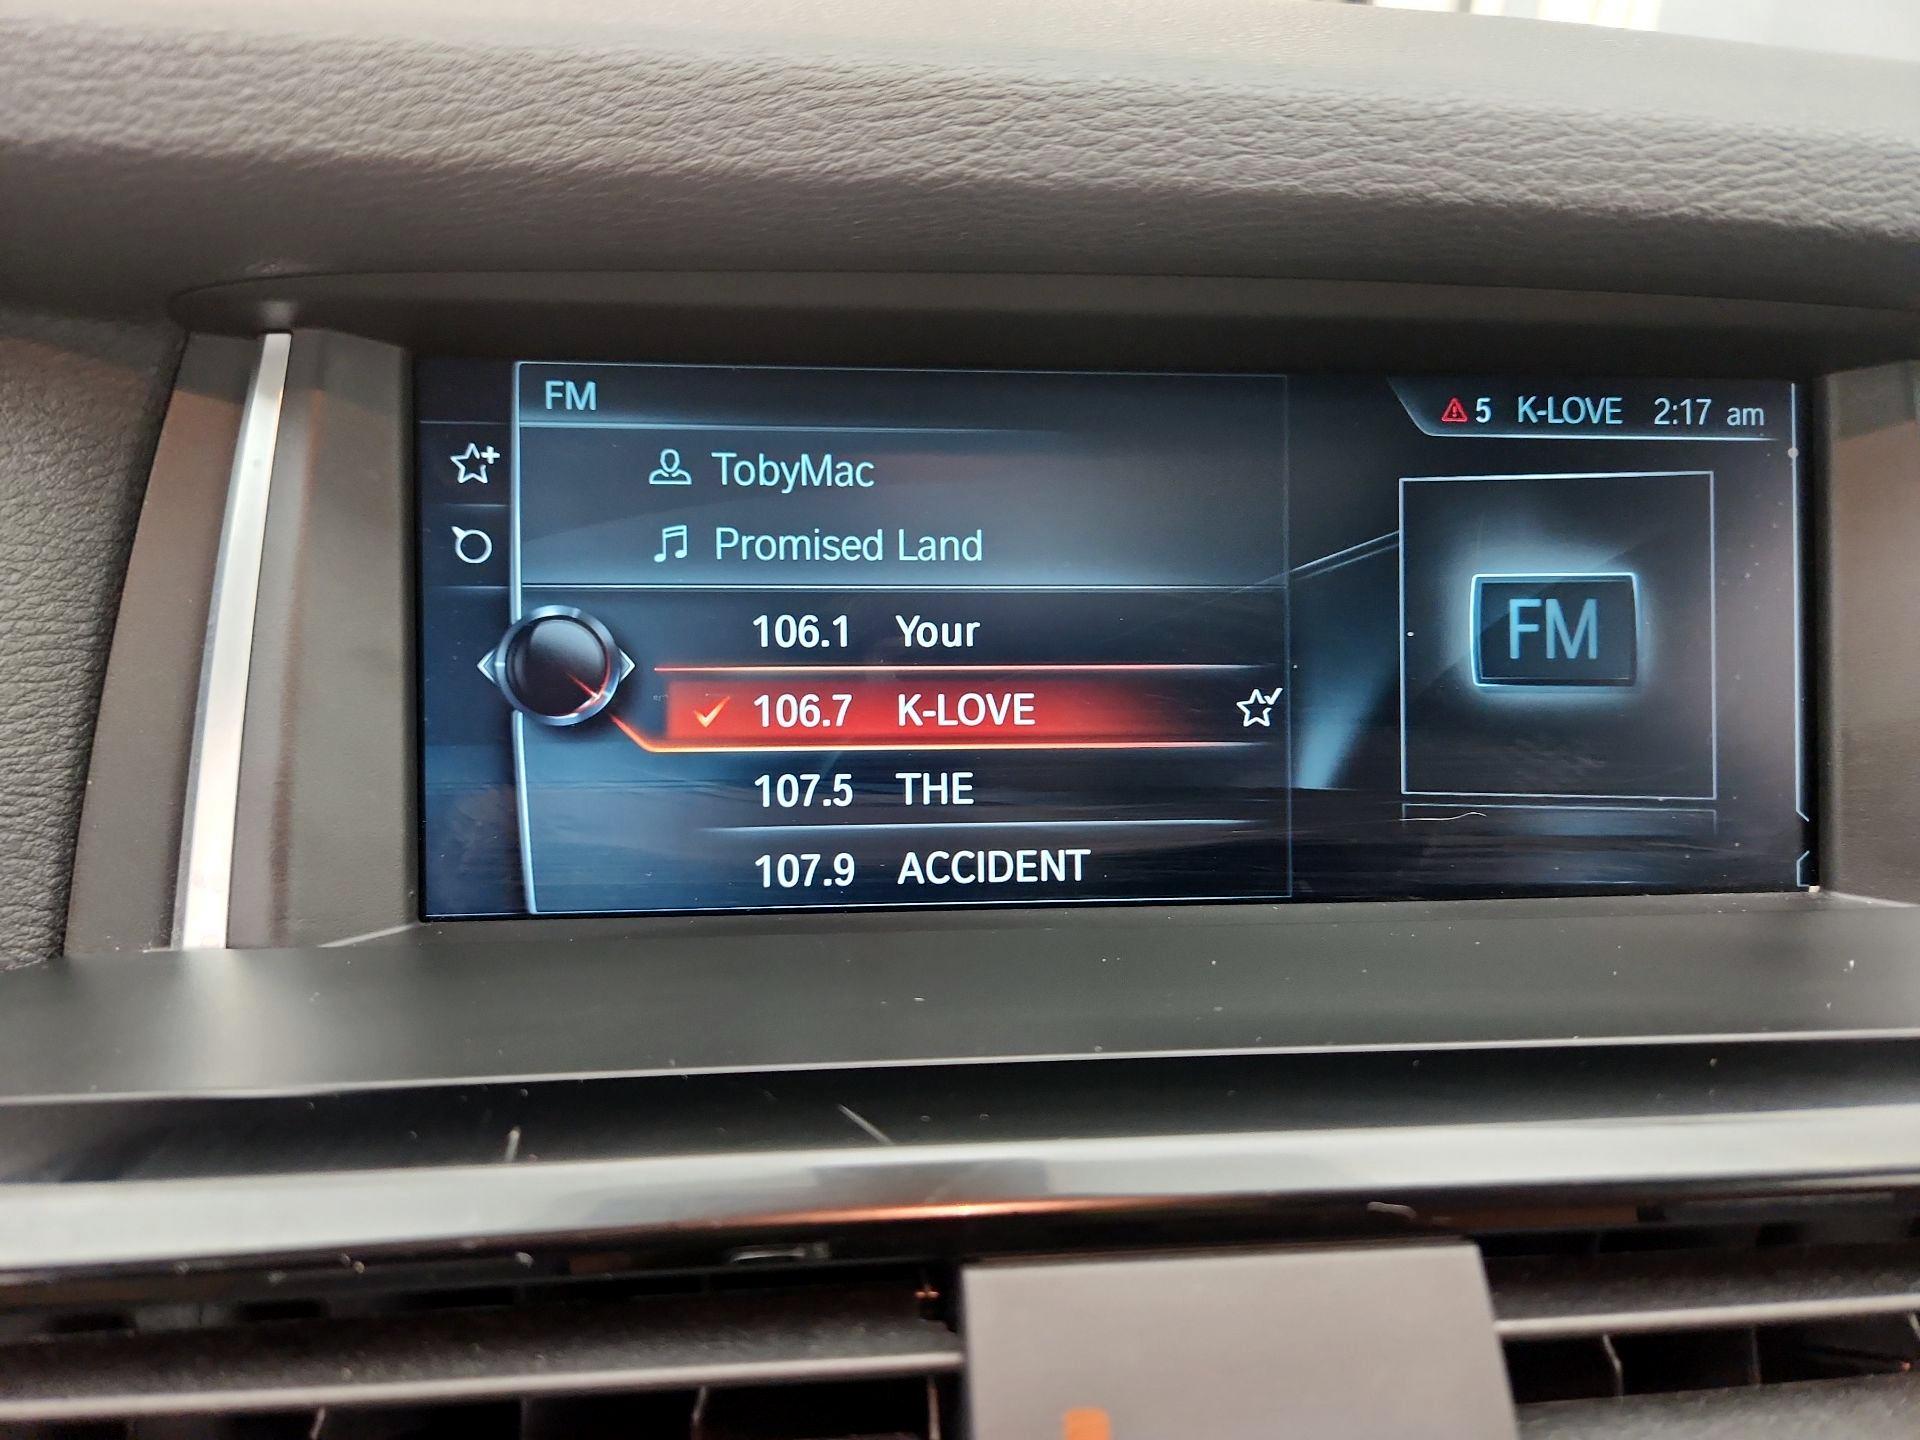 FM
5 K-LOVE 2:17 am
TobyMac
Promised Land
106.1 Your
106.7 K-LOVE
107.5 THE
107.9 ACCIDENT
FM